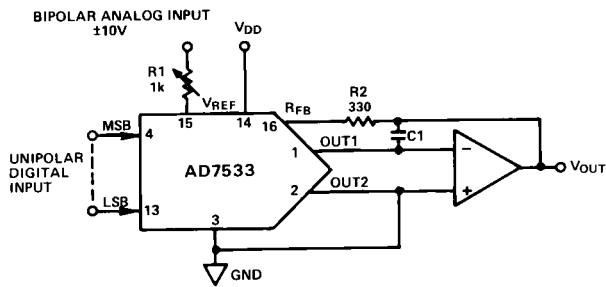 BIPOLAR ANALOG INPUT
±10V
VDD
R1
1k
VREF
15
14
16
RFB
R2
330
C1
MSB
4
UNIPOLAR
DIGITAL
INPUT
AD7533
1
OUT1
2
OUT2
LSB
13
3
GND
−
+
VOUT